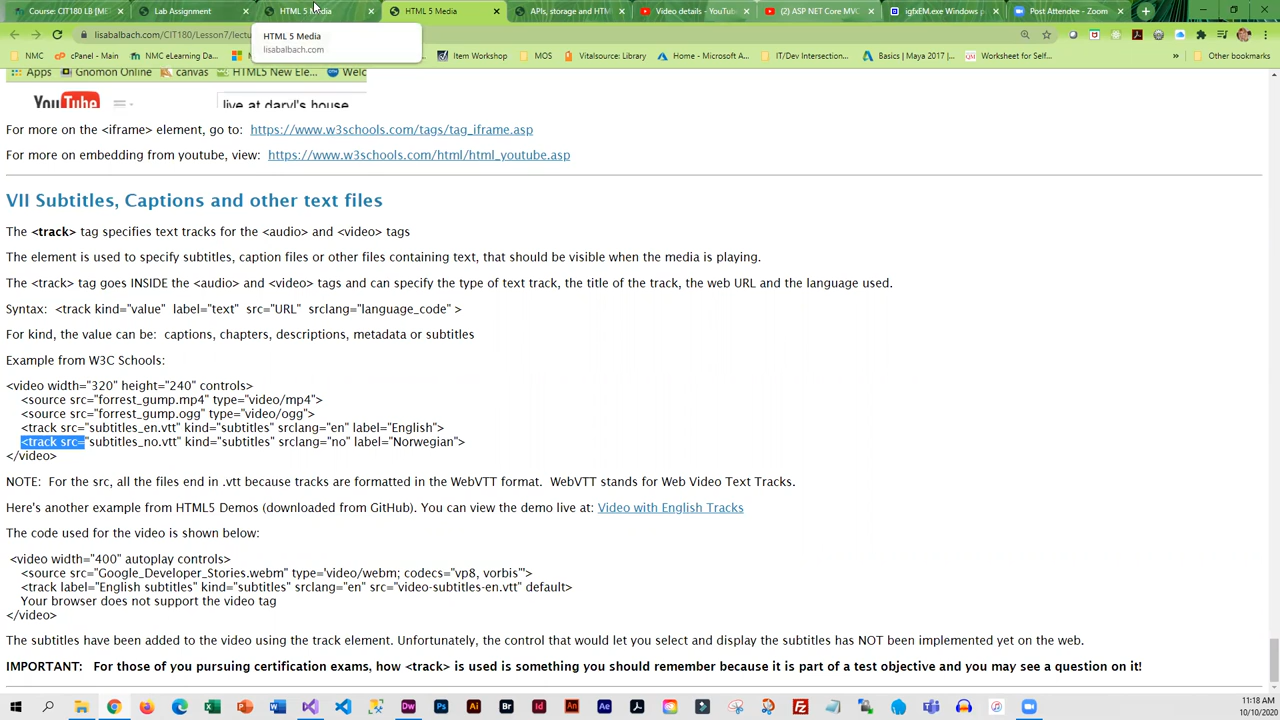 Course: CIT180 LB [ME
Lab Assignment
HTML 5 Media
HTML 5 Media
APIs, storage and HTM
Video details - YouTub
(2) ASP NET Core MVC
igfxEM.exe Windows p
Post Attendee - Zoom
lisabalbach.com/CIT180/Lesson7/lectu
HTML 5 Media
lisabalbach.com
NMC
cPanel - Main
NMC eLearning Da...
Item Workshop
MOS
Vitalsource: Library
Home - Microsoft A...
IT/Dev Intersection...
Basics | Maya 2017 |...
Worksheet for Self...
»
Other bookmarks
Apps
Gnomon Online
canvas
HTML5 New Ele...
Welc
YouTube
live at daryl's house
For more on the <iframe> element, go to: https://www.w3schools.com/tags/tag_iframe.asp
For more on embedding from youtube, view: https://www.w3schools.com/html/html_youtube.asp
VII Subtitles, Captions and other text files
The <track> tag specifies text tracks for the <audio> and <video> tags
The element is used to specify subtitles, caption files or other files containing text, that should be visible when the media is playing.
The <track> tag goes INSIDE the <audio> and <video> tags and can specify the type of text track, the title of the track, the web URL and the language used.
Syntax: <track kind="value" label="text" src="URL" srclang="language_code" >
For kind, the value can be: captions, chapters, descriptions, metadata or subtitles
Example from W3C Schools:
<video width="320" height="240" controls>
<source src="forrest_gump.mp4" type="video/mp4">
<source src="forrest_gump.ogg" type="video/ogg">
<track src="subtitles_en.vtt" kind="subtitles" srclang="en" label="English">
<track src="subtitles_no.vtt" kind="subtitles" srclang="no" label="Norwegian">
</video>
NOTE: For the src, all the files end in .vtt because tracks are formatted in the WebVTT format. WebVTT stands for Web Video Text Tracks.
Here's another example from HTML5 Demos (downloaded from GitHub). You can view the demo live at: Video with English Tracks
The code used for the video is shown below:
<video width="400" autoplay controls>
<source src="Google_Developer_Stories.webm" type='video/webm; codecs="vp8, vorbis"'>
<track label="English subtitles" kind="subtitles" srclang="en" src="video-subtitles-en.vtt" default>
Your browser does not support the video tag
</video>
The subtitles have been added to the video using the track element. Unfortunately, the control that would let you select and display the subtitles has NOT been implemented yet on the web.
IMPORTANT: For those of you pursuing certification exams, how <track> is used is something you should remember because it is part of a test objective and you may see a question on it!
11:18 AM
10/10/2020